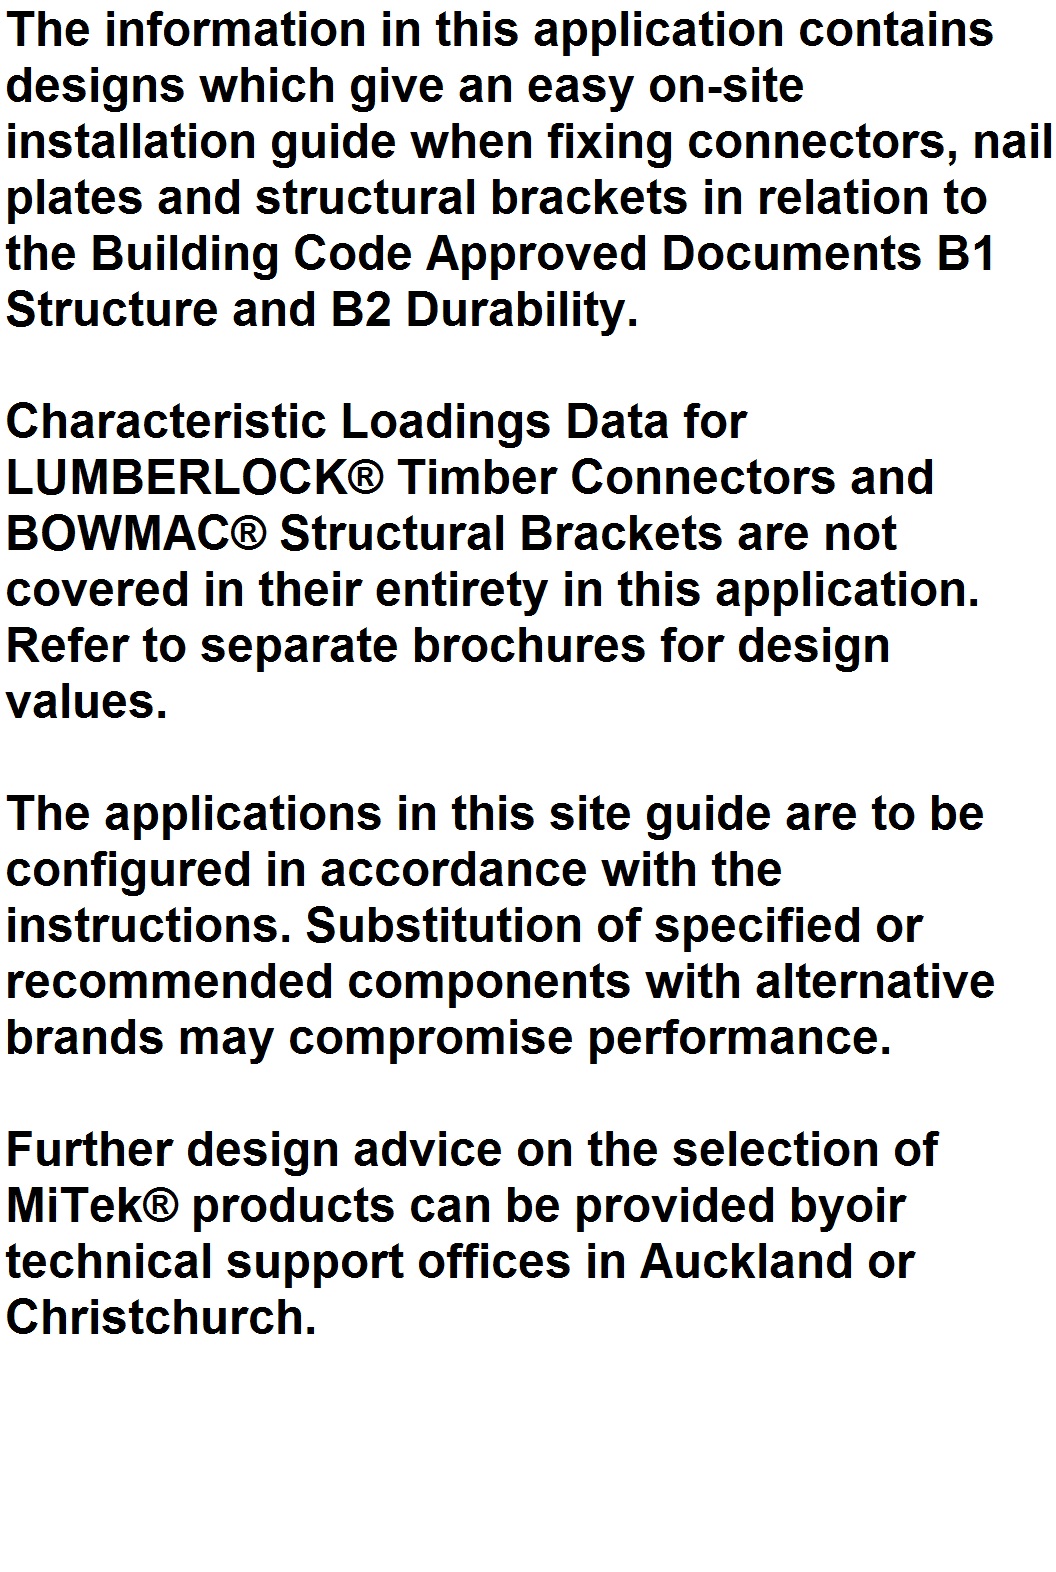 The information in this application contains
designs which give an easy on-site
installation guide when fixing connectors, nail
plates and structural brackets in relation to
the Building Code Approved Documents B1
Structure and B2 Durability.
Characteristic Loadings Data for
LUMBERLOCK® Timber Connectors and
BOWMAC® Structural Brackets are not
covered in their entirety in this application.
Refer to separate brochures for design
values.
The applications in this site guide are to be
configured in accordance with the
instructions. Substitution of specified or
recommended components with alternative
brands may compromise performance.
Further design advice on the selection of
MiTek® products can be provided byoir
technical support offices in Auckland or
Christchurch.